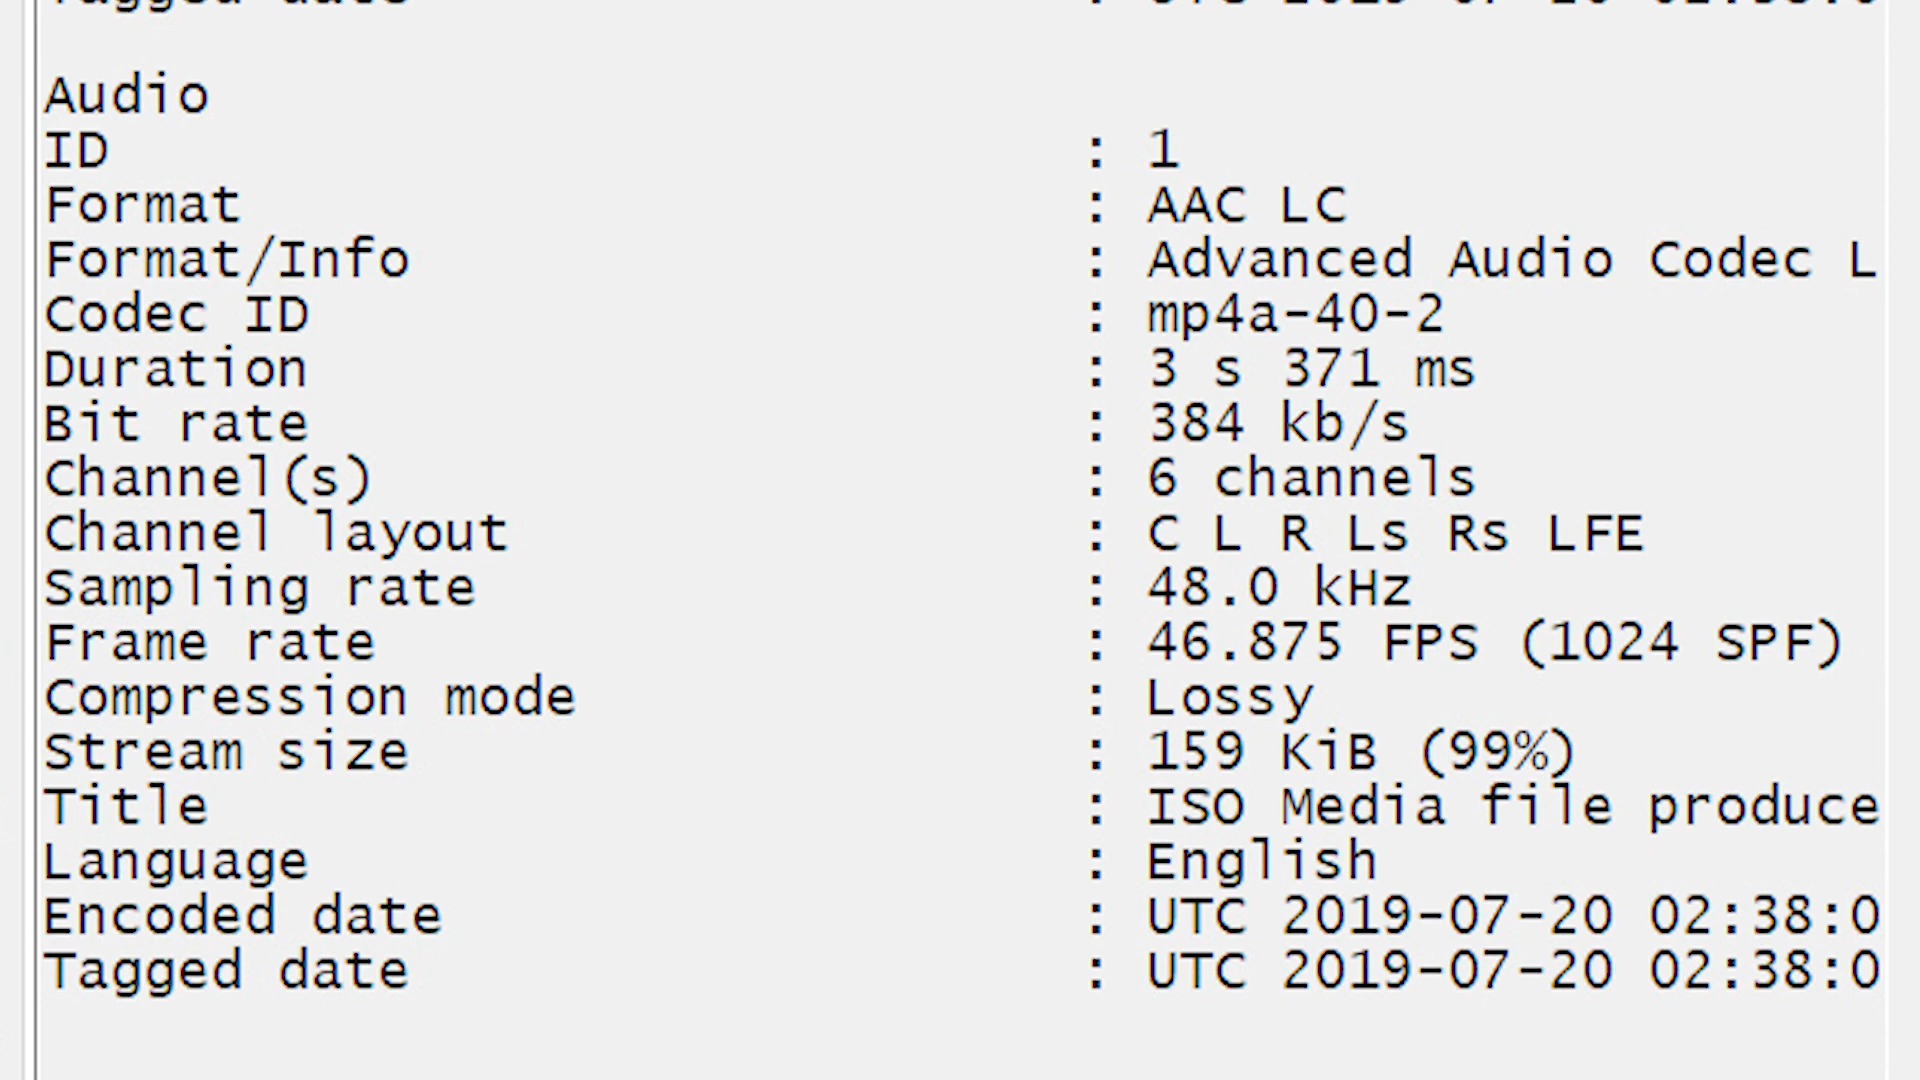 Audio
ID : 1
Format : AAC LC
Format/Info : Advanced Audio Codec L
Codec ID : mp4a-40-2
Duration : 3 s 371 ms
Bit rate : 384 kb/s
Channel(s) : 6 channels
Channel layout : C L R Ls Rs LFE
Sampling rate : 48.0 kHz
Frame rate : 46.875 FPS (1024 SPF)
Compression mode : Lossy
Stream size : 159 KiB (99%)
Title : ISO Media file produce
Language : English
Encoded date : UTC 2019-07-20 02:38:0
Tagged date : UTC 2019-07-20 02:38:0